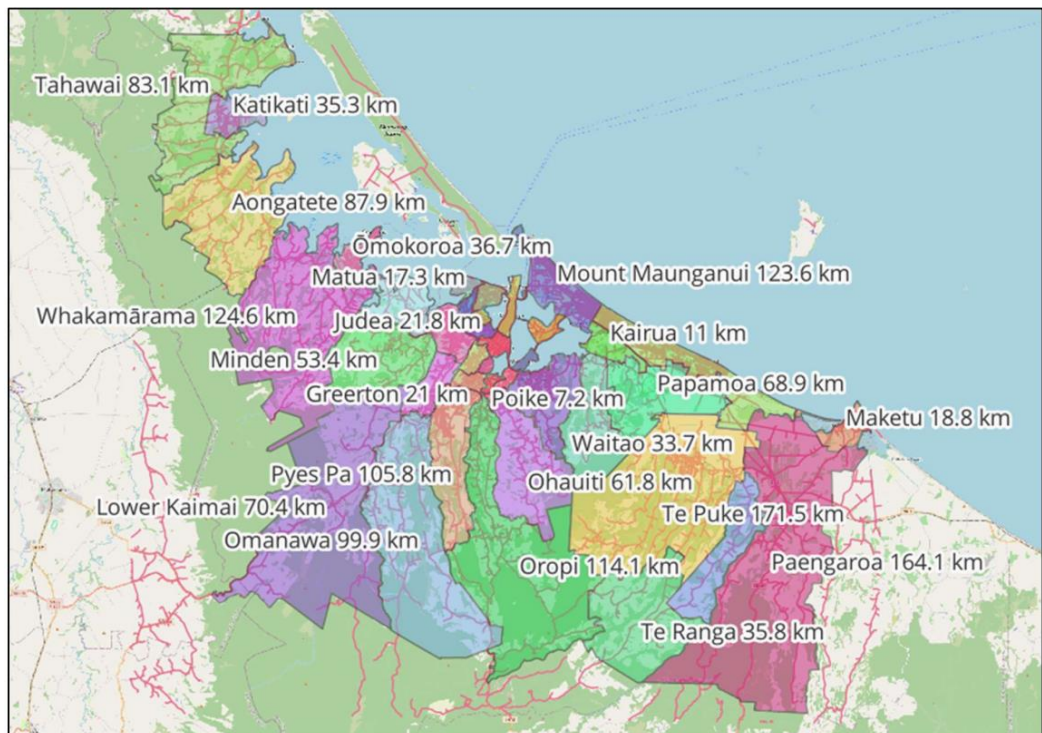 Tahawai 83.1 km
Katikati 35.3 km
Aongatete 87.9 km
Ōmokoroa 36.7 km
Matua 17.3 km
Mount Maunganui 123.6 km
Whakamārama 124.6 km
Judea 21.8 km
Kairua 11 km
Minden 53.4 km
Greerton 21 km
Poike 7.2 km
Papamoa 68.9 km
Maketu 18.8 km
Waitao 33.7 km
Pyes Pa 105.8 km
Ohauiti 61.8 km
Lower Kaimai 70.4 km
Te Puke 171.5 km
Omanawa 99.9 km
Oropi 114.1 km
Paengaroa 164.1 km
Te Ranga 35.8 km